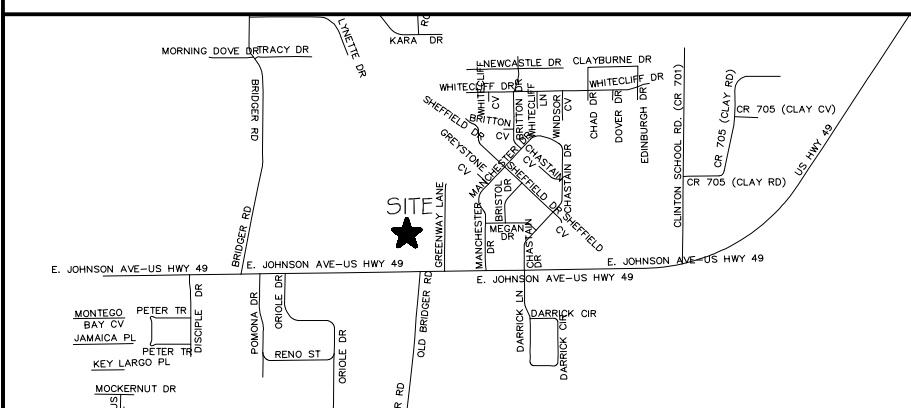 LYNETTE DR
RO
KARA DR
MORNING DOVE DR
TRACY DR
NEWCASTLE DR
CLAYBURNE DR
WHITECLIFF DR
WHITECLIFF DR
WHITECLIFF CV
BRITTON DR
WHITECLIFF LN
WINDSOR CV
CHAD DR
DOVER DR
EDINBURGH DR
CLINTON SCHOOL RD. (CR 701)
CR 705 (CLAY RD)
CR 705 (CLAY CV)
CR 705 (CLAY RD)
US HWY 49
BRIDGER RD
SHEFFIELD DR
BRITTON CV
GREYSTONE CV
MANCHESTER DR
CHASTAIN CV
CHASTAIN DR
SHEFFIELD DR
SHEFFIELD CV
BRISTOL DR
MEGAN DR
MANCHESTER DR
CHASTAIN DR
SITE
GREENWAY LANE
BRIDGER RD
E. JOHNSON AVE-US HWY 49
E. JOHNSON AVE-US HWY 49
E. JOHNSON AVE-US HWY 49
E. JOHNSON AVE-US HWY 49
MONTEGO
BAY CV
JAMAICA PL
PETER TR
PETER TR
DISCIPLE DR
KEY LARGO PL
MOCKERNUT DR
US
POMONA DR
ORIOLE DR
RENO ST
ORIOLE DR
OLD BRIDGER RD
R RD
DARRICK LN
DARRICK CIR
DARRICK CIR